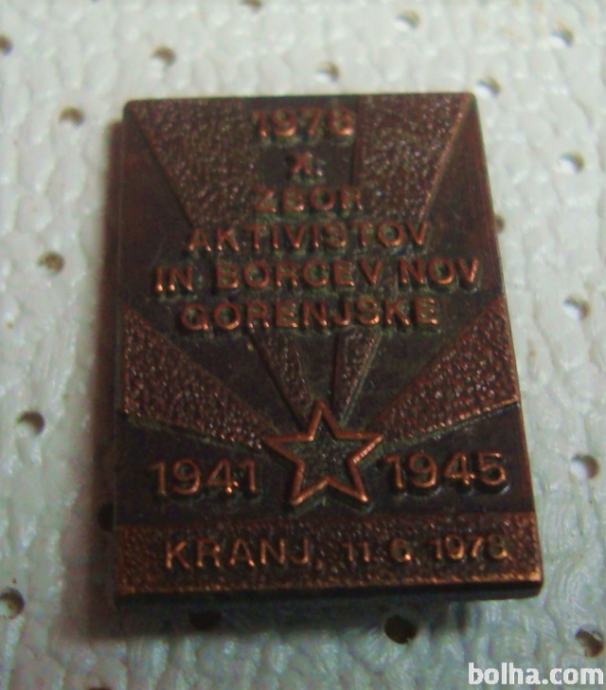 1978
X.
ZBOR
AKTIVISTOV
IN BORCEV NOV
GORENJSKE
1941 1945
KRANJ, 11. 6. 1978
bolha.com